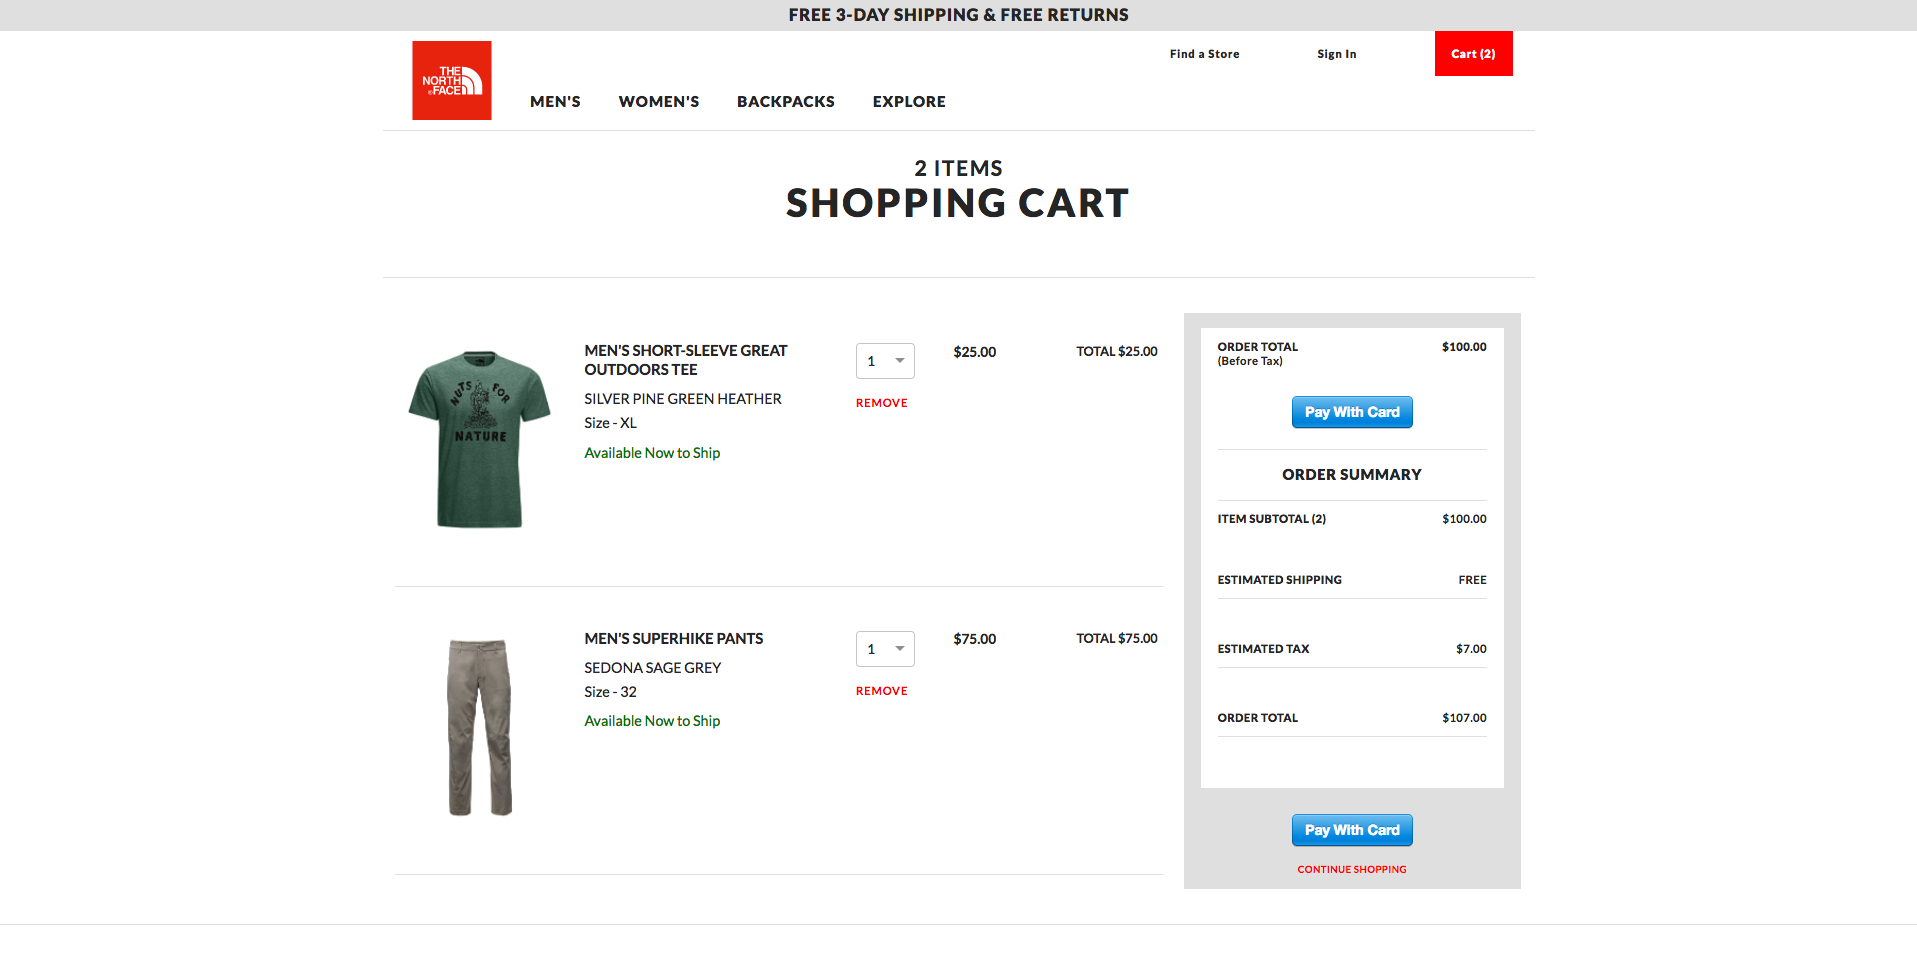 FREE 3-DAY SHIPPING & FREE RETURNS
THE
NORTH
FACE
Find a Store
Sign In
Cart (2)
MEN'S
WOMEN'S
BACKPACKS
EXPLORE
2 ITEMS
SHOPPING CART
MEN'S SHORT-SLEEVE GREAT
OUTDOORS TEE
SILVER PINE GREEN HEATHER
Size - XL
Available Now to Ship
1
REMOVE
$25.00
TOTAL $25.00
NUTS FOR
NATURE
MEN'S SUPERHIKE PANTS
SEDONA SAGE GREY
Size - 32
Available Now to Ship
1
REMOVE
$75.00
TOTAL $75.00
ORDER TOTAL $100.00
(Before Tax)
Pay With Card
ORDER SUMMARY
ITEM SUBTOTAL (2) $100.00
ESTIMATED SHIPPING FREE
ESTIMATED TAX $7.00
ORDER TOTAL $107.00
Pay With Card
CONTINUE SHOPPING